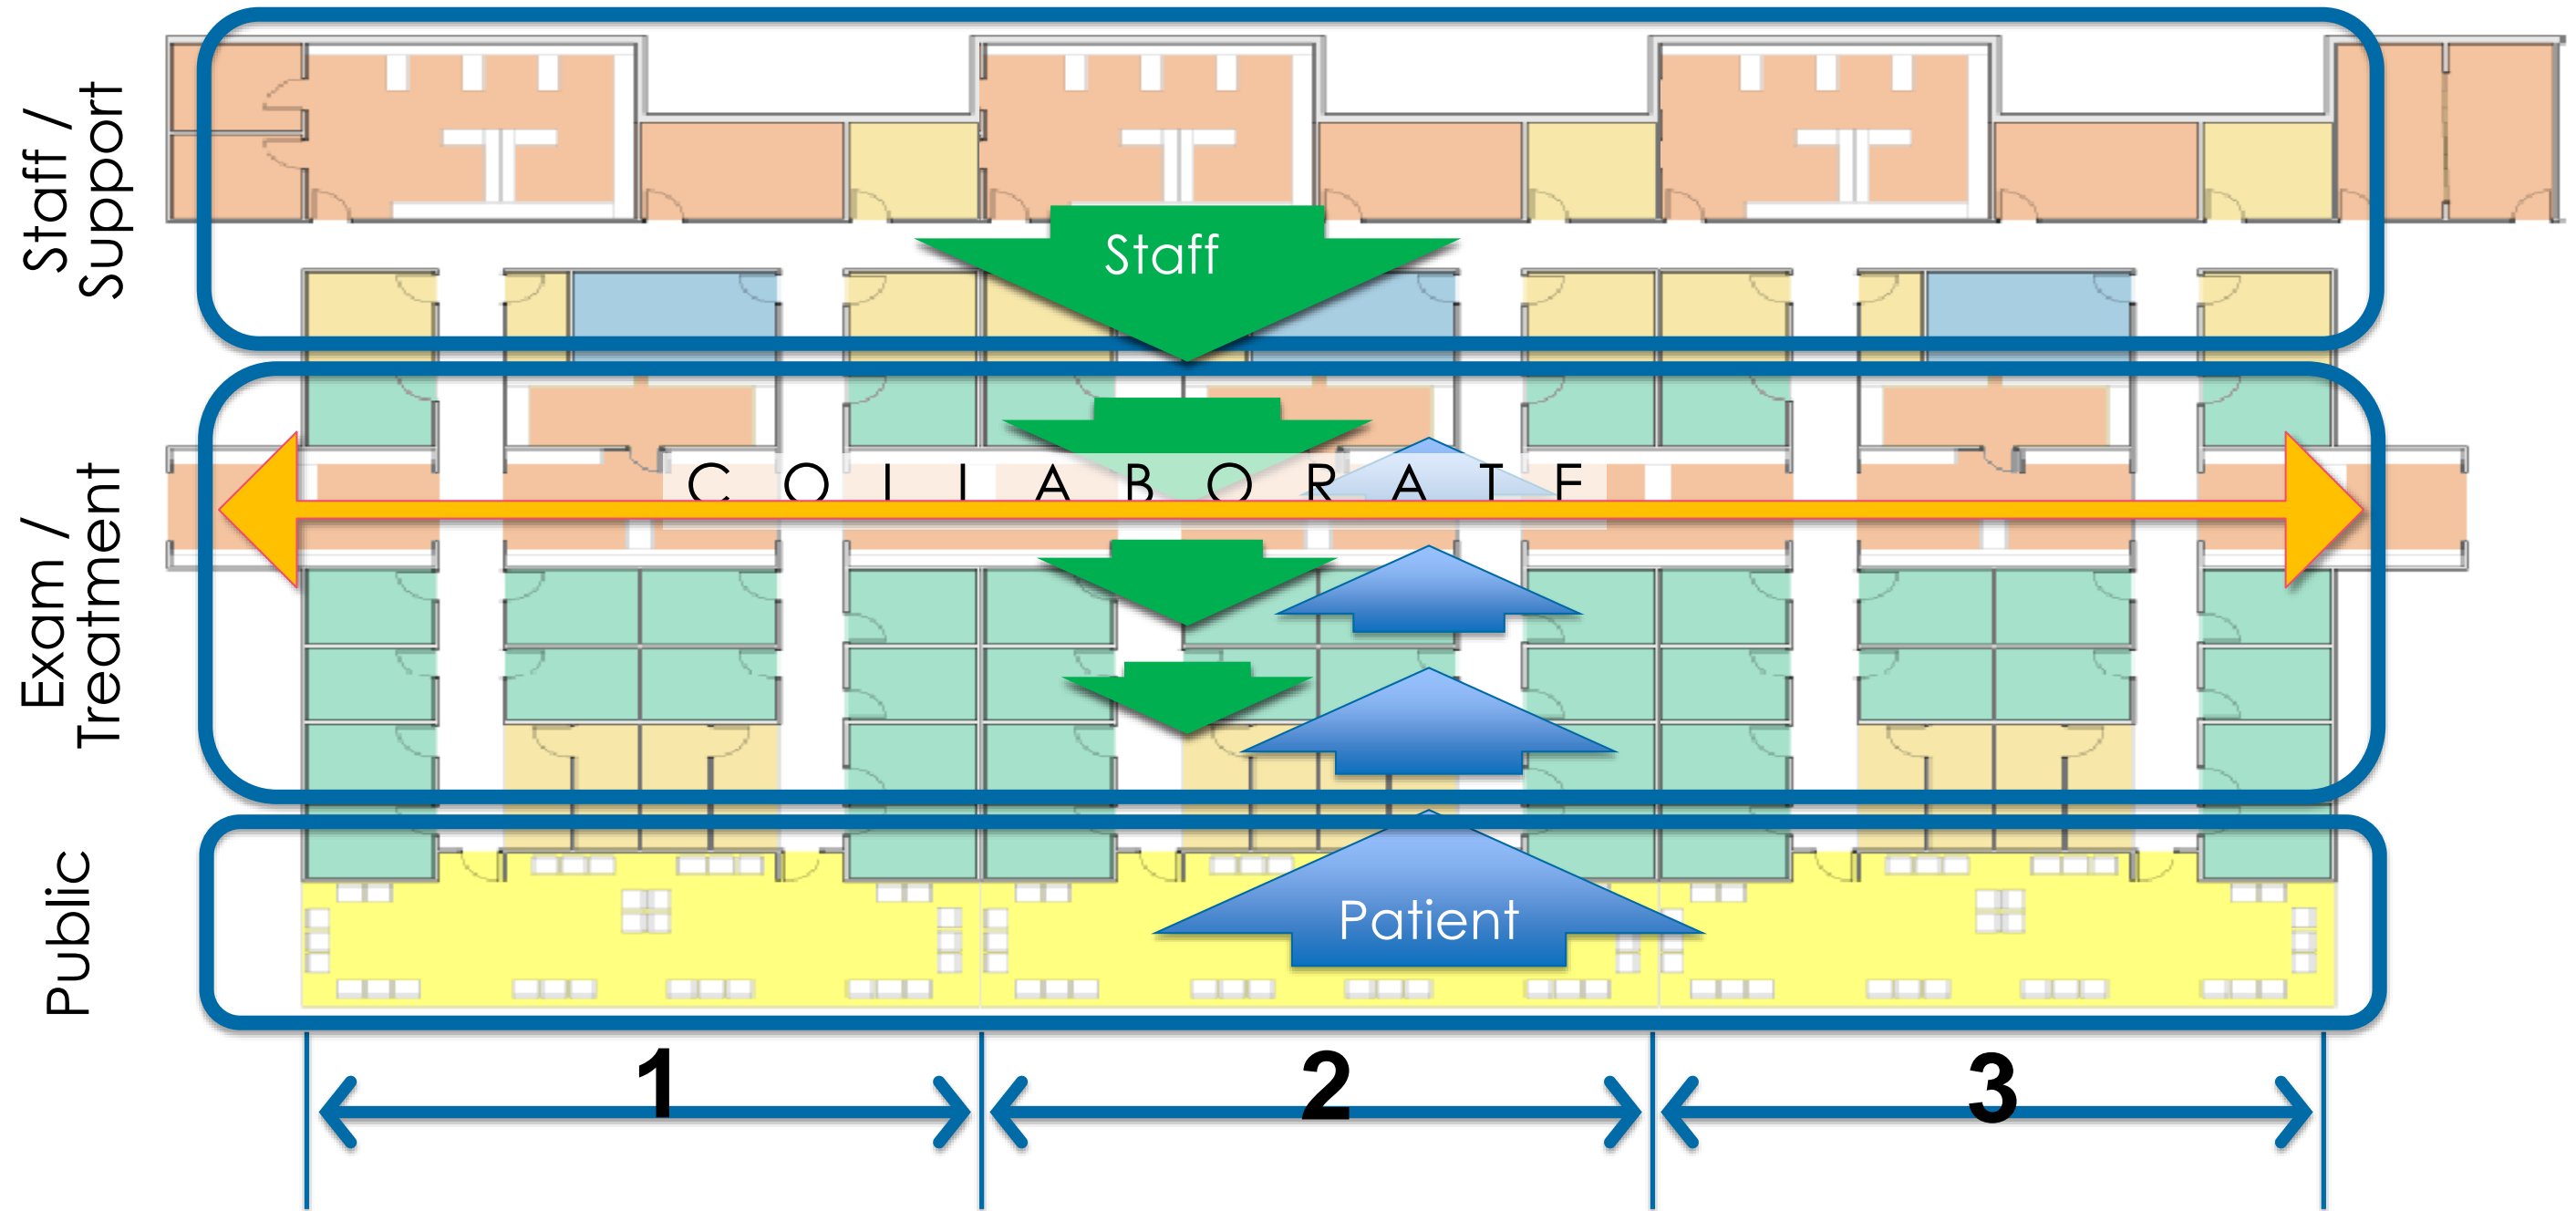 Staff /
Support
Staff
Exam /
Treatment
COLLABORATE
Public
Patient
1
2
3